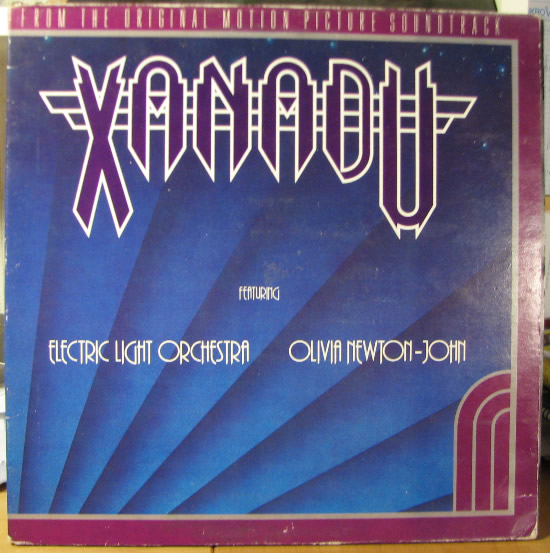 FROM THE ORIGINAL MOTION PICTURE SOUNDTRACK
XANADU
FEATURING
ELECTRIC LIGHT ORCHESTRA OLIVIA NEWTON-JOHN